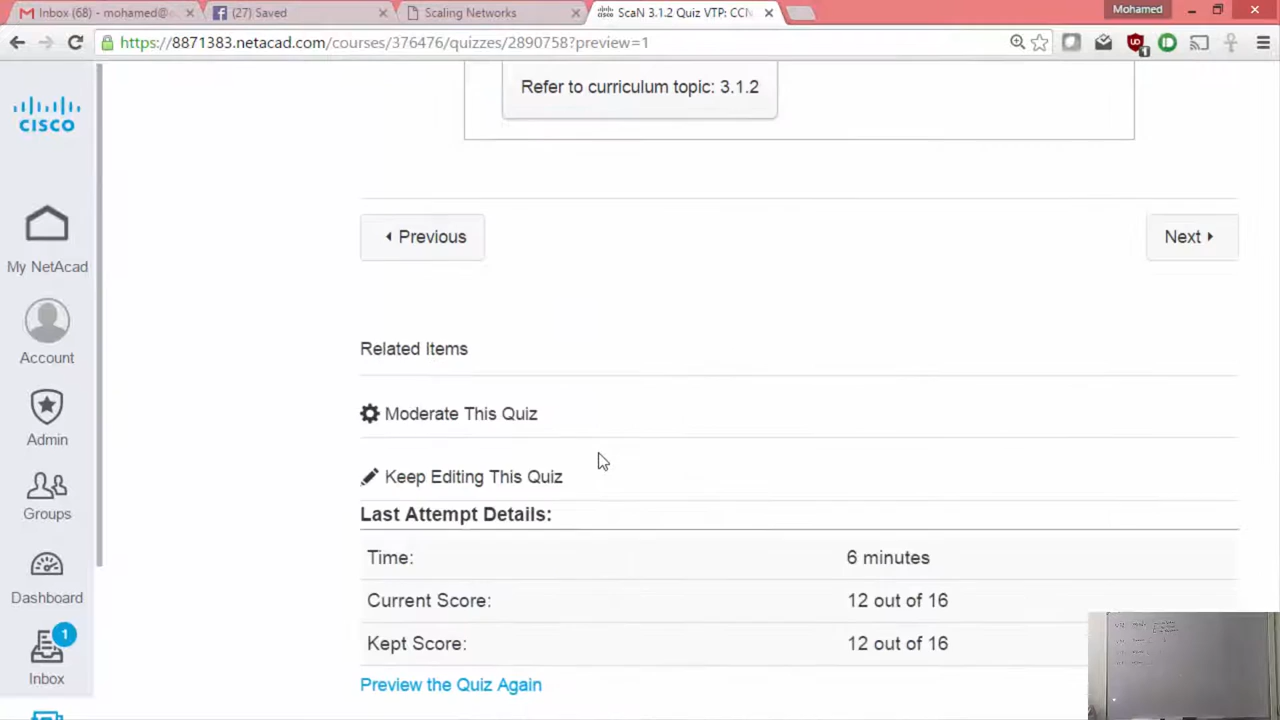 Inbox (68) - mohamed@
(27) Saved
Scaling Networks
ScaN 3.1.2 Quiz VTP: CCN
Mohamed
https://8871383.netacad.com/courses/376476/quizzes/2890758?preview=1
1
CISCO
My NetAcad
Account
Admin
Groups
Dashboard
1
Inbox
Refer to curriculum topic: 3.1.2
Previous
Next
Related Items
Moderate This Quiz
Keep Editing This Quiz
Last Attempt Details:
Time: 6 minutes
Current Score: 12 out of 16
Kept Score: 12 out of 16
Preview the Quiz Again